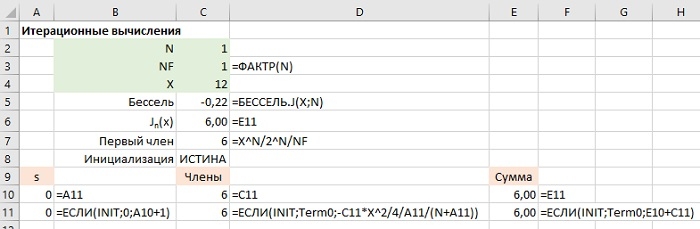 A B C D E F G H
1 Итерационные вычисления
2 N 1
3 NF 1 =ФАКТР(N)
4 X 12
5 Бессель -0,22 =БЕССЕЛЬ.J(X;N)
6 Jn(x) 6,00 =E11
7 Первый член 6 =X^N/2^N/NF
8 Инициализация ИСТИНА
9 s Члены Сумма
10 0 =A11 6 =C11 6,00 =E11
11 0 =ЕСЛИ(INIT;0;A10+1) 6 =ЕСЛИ(INIT;Term0;-C11*X^2/4/A11/(N+A11)) 6,00 =ЕСЛИ(INIT;Term0;E10+C11)
12